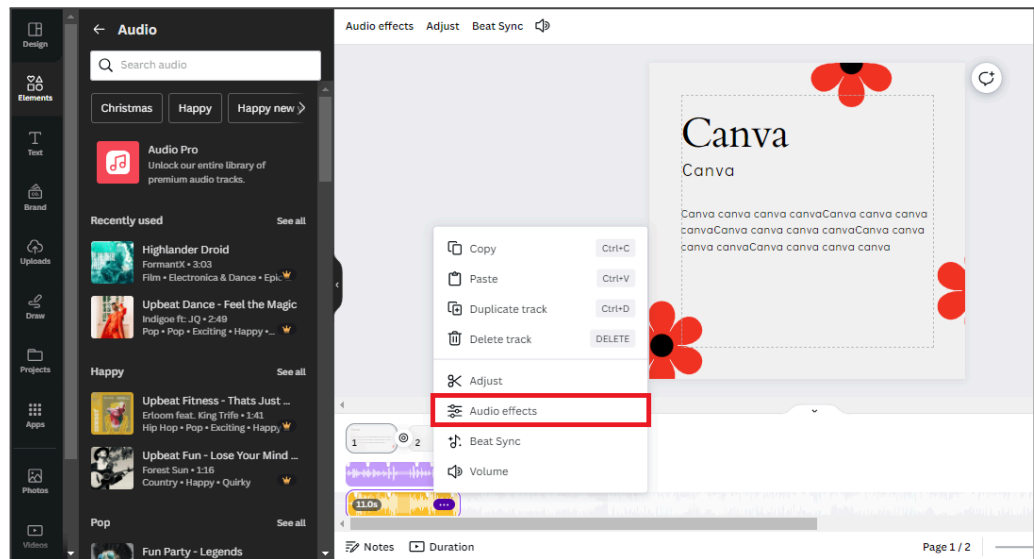 Design
Elements
Text
Brand
Uploads
Draw
Projects
Apps
Photos
Videos
← Audio
Search audio
Christmas
Happy
Happy new
Audio Pro
Unlock our entire library of
premium audio tracks.
Recently used
See all
Highlander Droid
FormantX • 3:03
Film • Electronica & Dance • Epic
Upbeat Dance - Feel the Magic
Indigoe ft: JQ • 2:49
Pop • Pop • Exciting • Happy •...
Happy
See all
Upbeat Fitness - Thats Just ...
Erloom feat. King Trife • 1:41
Hip Hop • Pop • Exciting • Happy
Upbeat Fun - Lose Your Mind ...
Forest Sun • 1:16
Country • Happy • Quirky
Pop
See all
Fun Party - Legends
Audio effects Adjust Beat Sync
Canva
Canva
Canva canva canva canvaCanva canva canva
canvaCanva canva canva canvaCanva canva
canva canvaCanva canva canva canva
Copy Ctrl+C
Paste Ctrl+V
Duplicate track Ctrl+D
Delete track DELETE
Adjust
Audio effects
Beat Sync
Volume
1
2
11.0s
Notes Duration
Page 1 / 2